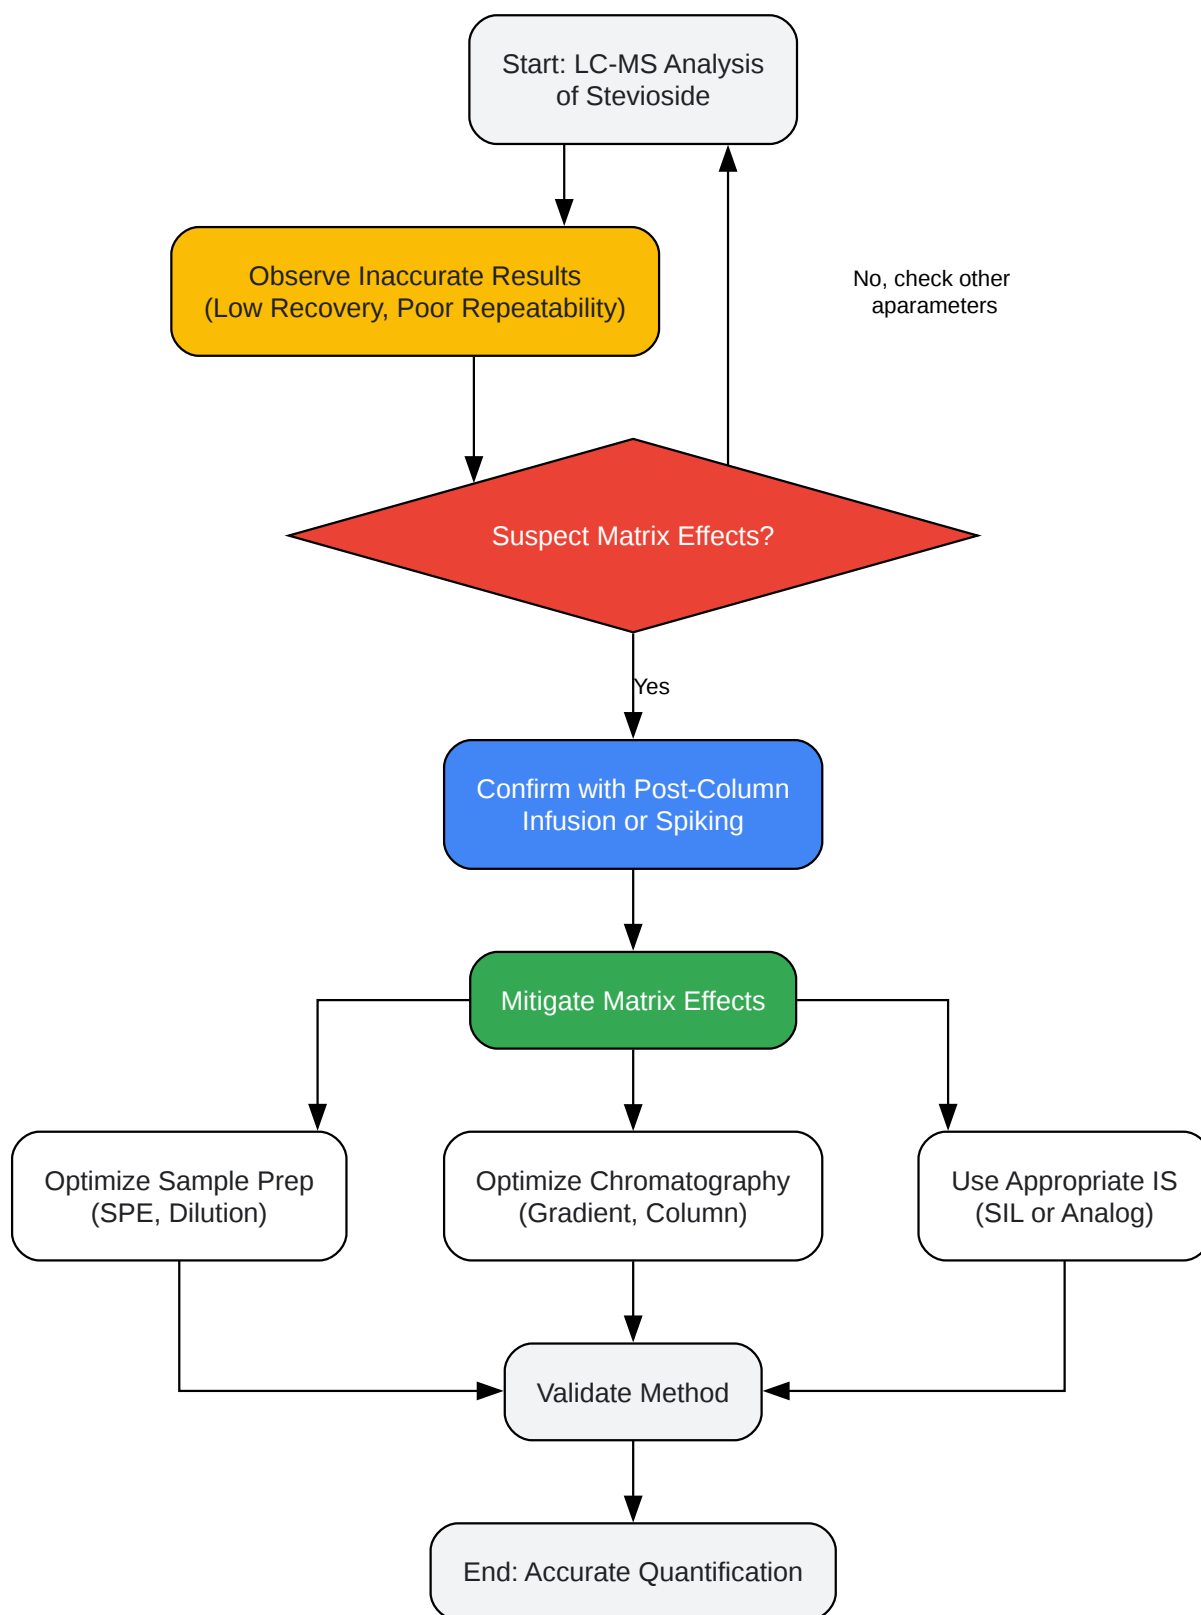 Start: LC-MS Analysis
of Stevioside
Observe Inaccurate Results
(Low Recovery, Poor Repeatability)
No, check other
aparameters
Suspect Matrix Effects?
Yes
Confirm with Post-Column
Infusion or Spiking
Mitigate Matrix Effects
Optimize Sample Prep
(SPE, Dilution)
Optimize Chromatography
(Gradient, Column)
Use Appropriate IS
(SIL or Analog)
Validate Method
End: Accurate Quantification